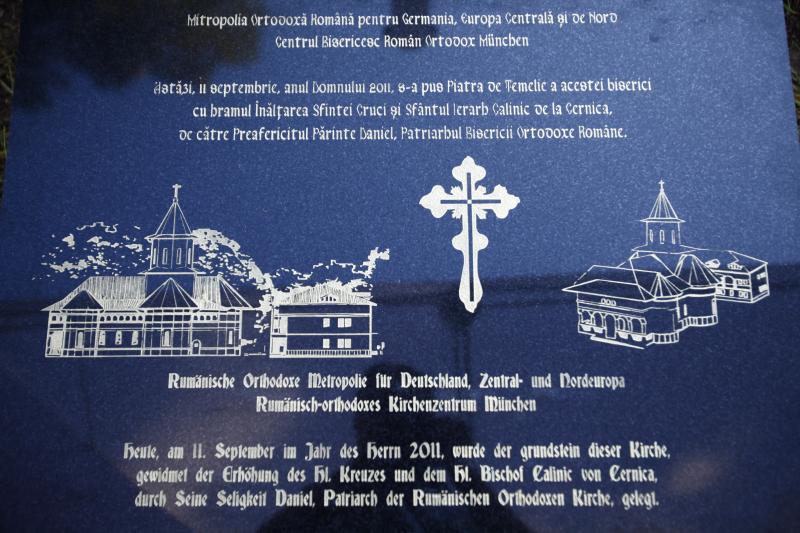 Mitropolia Ortodoxă Română pentru Germania, Europa Centrală și de Nord
Centrul Bisericesc Român Ortodox München
Astăzi, 11 septembrie, anul Domnului 2011, s-a pus Piatra de Temelie a acestei biserici
cu hramul Înălțarea Sfintei Cruci și Sfântul Ierarh Calinic de la Cernica,
de către Preafericitul Părinte Daniel, Patriarhul Bisericii Ortodoxe Române.
Rumänische Orthodoxe Metropolie für Deutschland, Zentral- und Nordeuropa
Rumänisch-orthodoxes Kirchenzentrum München
Heute, am 11. September im Jahr des Herrn 2011, wurde der grundstein dieser Kirche,
gewidmet der Erhöhung des Hl. Kreuzes und dem Hl. Bischof Calinic von Cernica,
durch Seine Seligkeit Daniel, Patriarch der Rumänischen Orthodoxen Kirche, gelegt.